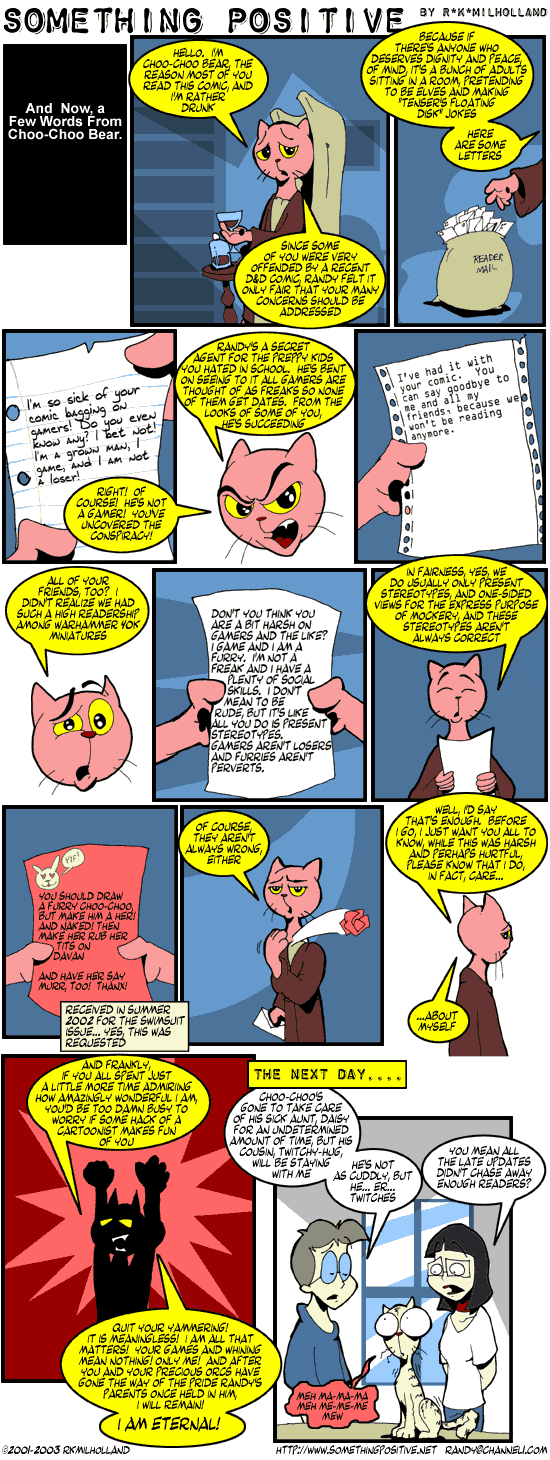 SOMETHING POSITIVE
BY R*K*MILHOLLAND
And Now, a
Few Words From
Choo-Choo Bear.
HELLO. I'M
CHOO-CHOO BEAR, THE
REASON MOST OF YOU
READ THIS COMIC, AND
I'M RATHER
DRUNK
SINCE SOME
OF YOU WERE VERY
OFFENDED BY A RECENT
D&D COMIC, RANDY FELT IT
ONLY FAIR THAT YOUR MANY
CONCERNS SHOULD BE
ADDRESSED
BECAUSE IF
THERE'S ANYONE WHO
DESERVES DIGNITY AND PEACE,
OF MIND, IT'S A BUNCH OF ADULTS
SITTING IN A ROOM, PRETENDING
TO BE ELVES AND MAKING
"TENSER'S FLOATING
DISK" JOKES
HERE
ARE SOME
LETTERS
READER
MAIL
I'm so sick of your
comic bagging on
gamers! Do you even
know any? I bet not!
I'm a grown man, I
game, and I am not
a loser!
RIGHT! OF
COURSE! HE'S NOT
A GAMER! YOU'VE
UNCOVERED THE
CONSPIRACY!
RANDY'S A SECRET
AGENT FOR THE PREPPY KIDS
YOU HATED IN SCHOOL. HE'S BENT
ON SEEING TO IT ALL GAMERS ARE
THOUGHT OF AS FREAKS SO NONE
OF THEM GET DATES. FROM THE
LOOKS OF SOME OF YOU,
HE'S SUCCEEDING
I've had it with
your comic. You
can say goodbye to
me and all my
friends, because we
won't be reading
anymore.
ALL OF YOUR
FRIENDS, TOO? I
DIDN'T REALIZE WE HAD
SUCH A HIGH READERSHIP
AMONG WARHAMMER 40K
MINIATURES
DON'T YOU THINK YOU
ARE A BIT HARSH ON
GAMERS AND THE LIKE?
I GAME AND I AM A
FURRY. I'M NOT A
FREAK AND I HAVE A
PLENTY OF SOCIAL
SKILLS. I DON'T
MEAN TO BE
RUDE, BUT IT'S LIKE
ALL YOU DO IS PRESENT
STEREOTYPES.
GAMERS AREN'T LOSERS
AND FURRIES AREN'T
PERVERTS.
IN FAIRNESS, YES, WE
DO USUALLY ONLY PRESENT
STEREOTYPES, AND ONE-SIDED
VIEWS FOR THE EXPRESS PURPOSE
OF MOCKERY, AND THESE
STEREOTYPES AREN'T
ALWAYS CORRECT
YIF!
YOU SHOULD DRAW
A FURRY CHOO-CHOO,
BUT MAKE HIM A HER!
AND NAKED! THEN
MAKE HER RUB HER
TITS ON
DAVAN
AND HAVE HER SAY
MURR, TOO! THANX!
RECEIVED IN SUMMER
2002 FOR THE SWIMSUIT
ISSUE... YES, THIS WAS
REQUESTED
OF COURSE,
THEY AREN'T
ALWAYS WRONG,
EITHER
WELL, I'D SAY
THAT'S ENOUGH. BEFORE
I GO, I JUST WANT YOU ALL TO
KNOW, WHILE THIS WAS HARSH
AND PERHAPS HURTFUL,
PLEASE KNOW THAT I DO,
IN FACT, CARE...
...ABOUT
MYSELF
AND FRANKLY,
IF YOU ALL SPENT JUST
A LITTLE MORE TIME ADMIRIING
HOW AMAZINGLY WONDERFUL I AM,
YOU'D BE TOO DAMN BUSY TO
WORRY IF SOME HACK OF A
CARTOONIST MAKES FUN
OF YOU
QUIT YOUR YAMMERING!
IT IS MEANINGLESS! I AM ALL THAT
MATTERS! YOUR GAMES AND WHINING
MEAN NOTHING! ONLY ME! AND AFTER
YOU AND YOUR PRECIOUS ORCS HAVE
GONE THE WAY OF THE PRIDE RANDY'S
PARENTS ONCE HELD IN HIM,
I WILL REMAIN!
I AM ETERNAL!
THE NEXT DAY....
CHOO-CHOO'S
GONE TO TAKE CARE
OF HIS SICK AUNT, DAISY
FOR AN UNDETERMINED
AMOUNT OF TIME, BUT HIS
COUSIN, TWITCHY-HUG,
WILL BE STAYING
WITH ME
HE'S NOT
AS CUDDLY, BUT
HE... ER...
TWITCHES
YOU MEAN ALL
THE LATE UPDATES
DIDN'T CHASE AWAY
ENOUGH READERS?
MEH MA-MA-MA
MEH ME-ME-ME
MEW
©2001-2003 RKMILHOLLAND
HTTP://WWW.SOMETHINGPOSITIVE.NET RANDY@CHANNEL1.COM